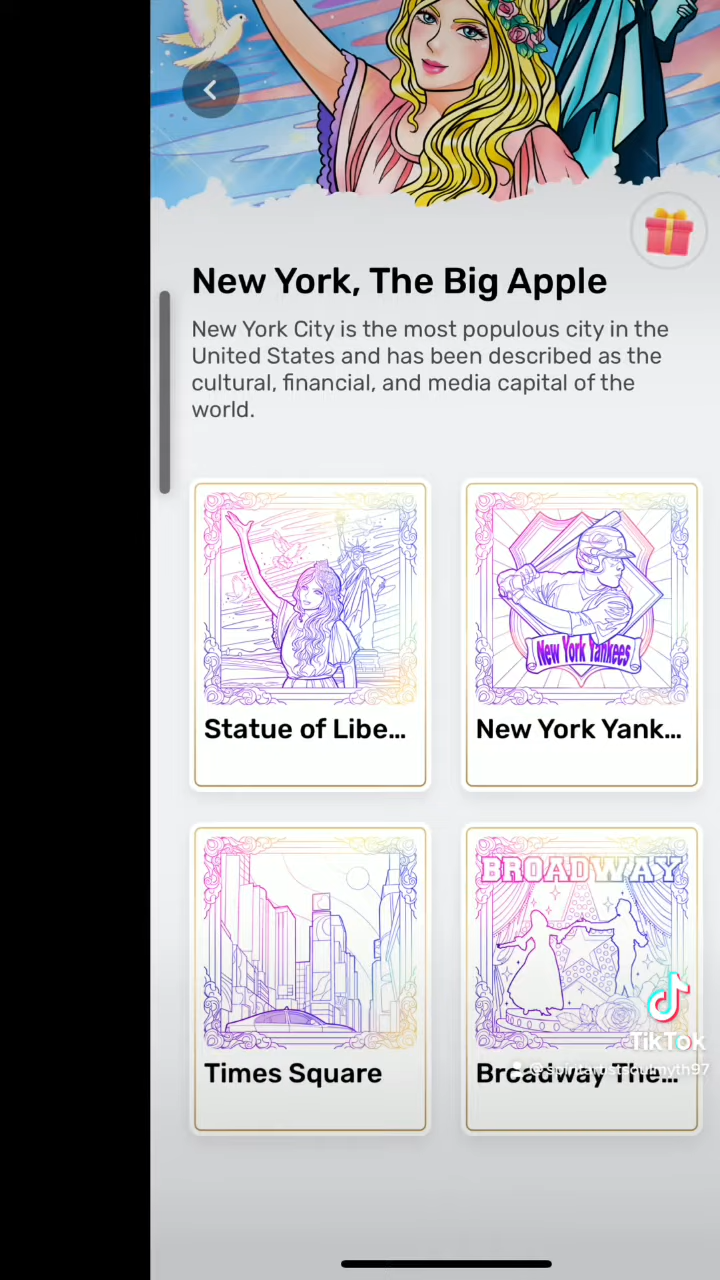 New York, The Big Apple
New York City is the most populous city in the
United States and has been described as the
cultural, financial, and media capital of the
world.
New York Yankees
Statue of Libe...
New York Yank...
BROADWAY
Times Square
Broadway The...
TikTok